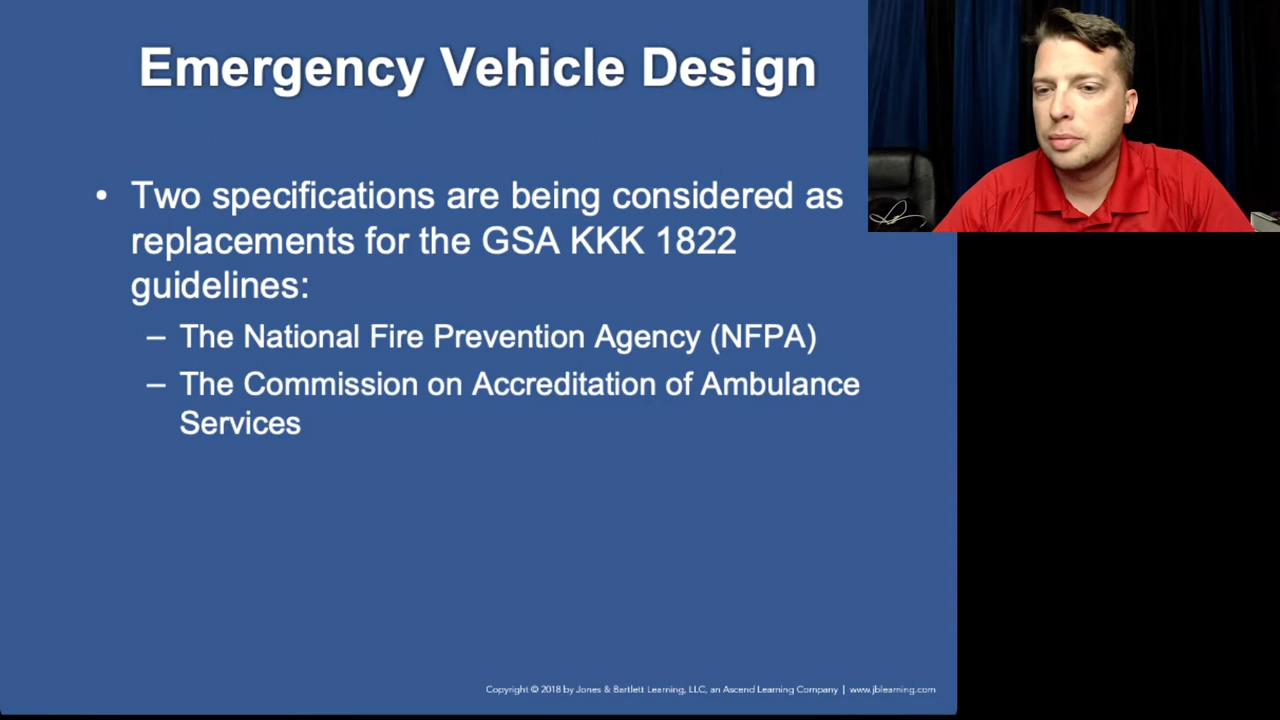 Emergency Vehicle Design
• Two specifications are being considered as
replacements for the GSA KKK 1822
guidelines:
– The National Fire Prevention Agency (NFPA)
– The Commission on Accreditation of Ambulance
Services
Copyright © 2018 by Jones & Bartlett Learning, LLC, an Ascend Learning Company | www.jblearning.com